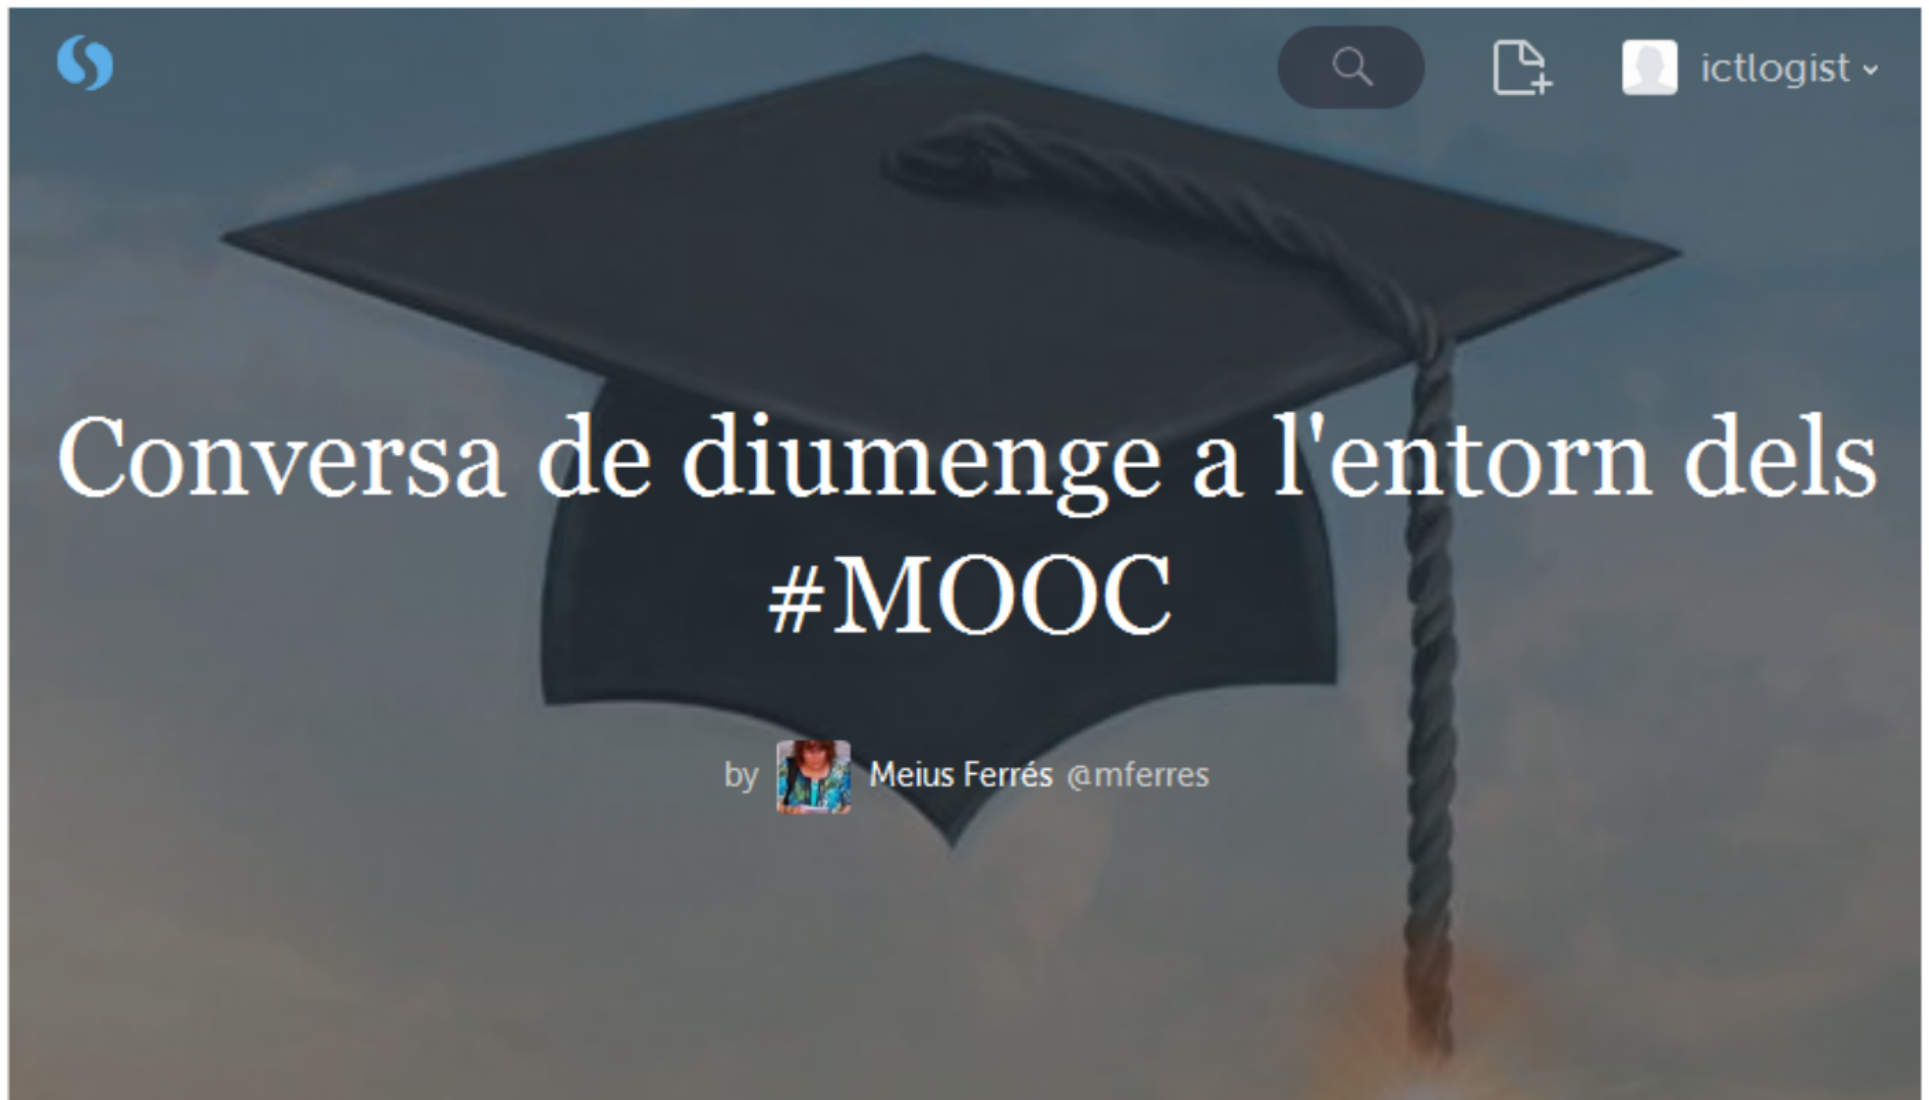 ictlogist
Conversa de diumenge a l'entorn dels
#MOOC
by Meius Ferrés @mferres